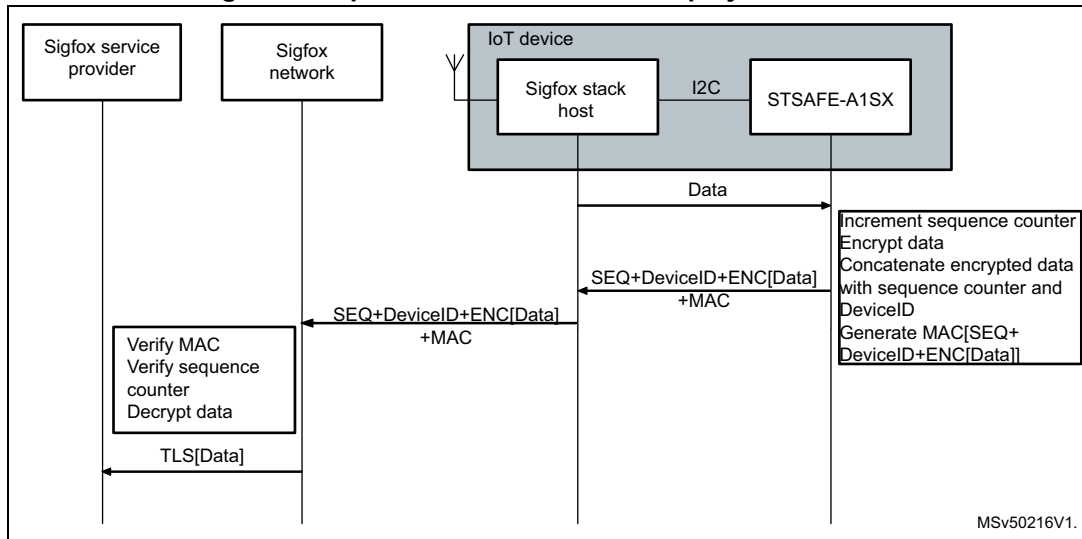 Sigfox service
provider
Sigfox
network
IoT device
Sigfox stack
host
I2C
STSAFE-A1SX
Data
Increment sequence counter
Encrypt data
Concatenate encrypted data
with sequence counter and
DeviceID
Generate MAC[SEQ+
DeviceID+ENC[Data]]
SEQ+DeviceID+ENC[Data]
+MAC
SEQ+DeviceID+ENC[Data]
+MAC
Verify MAC
Verify sequence
counter
Decrypt data
TLS[Data]
MSv50216V1.